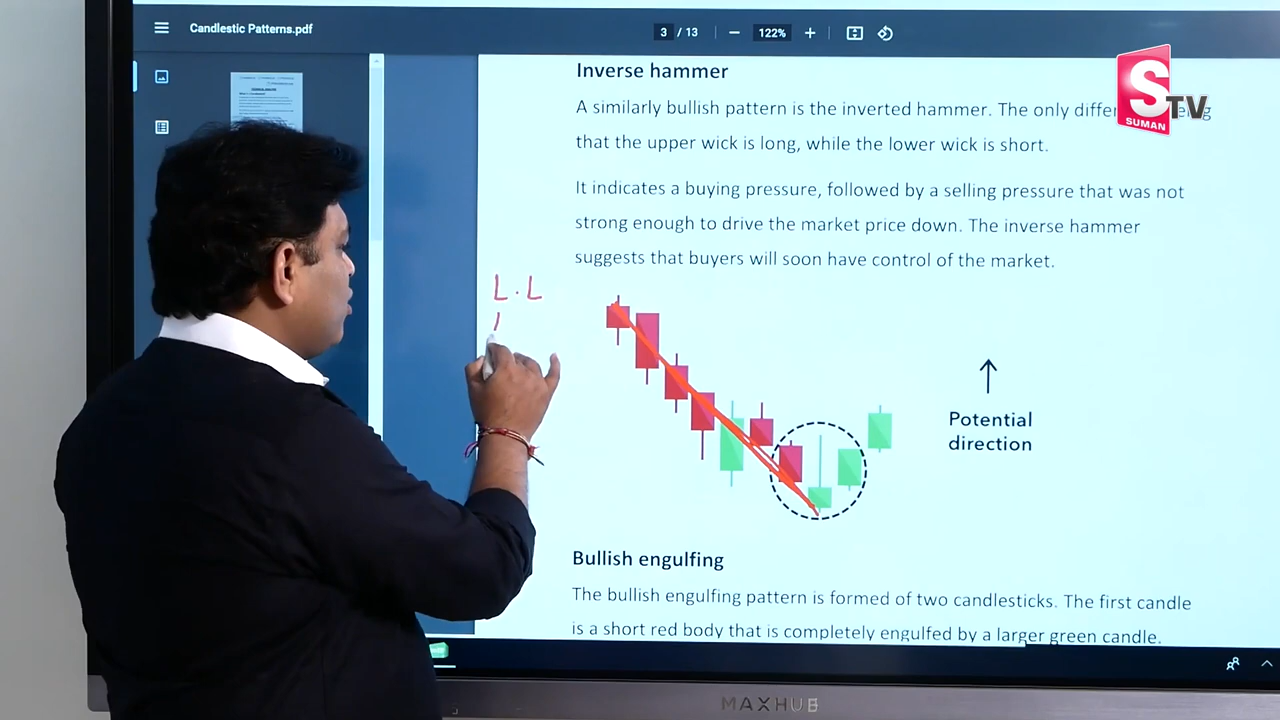 Candlestic Patterns.pdf
3 / 13
122%
S
TV
SUMAN
Inverse hammer
A similarly bullish pattern is the inverted hammer. The only
that the upper wick is long, while the lower wick is short.
It indicates a buying pressure, followed by a selling pressure that was not
strong enough to drive the market price down. The inverse hammer
suggests that buyers will soon have control of the market.
L.L
Potential
direction
Bullish engulfing
The bullish engulfing pattern is formed of two candlesticks. The first candle
is a short red body that is completely engulfed by a larger green candle.
MAXHUB